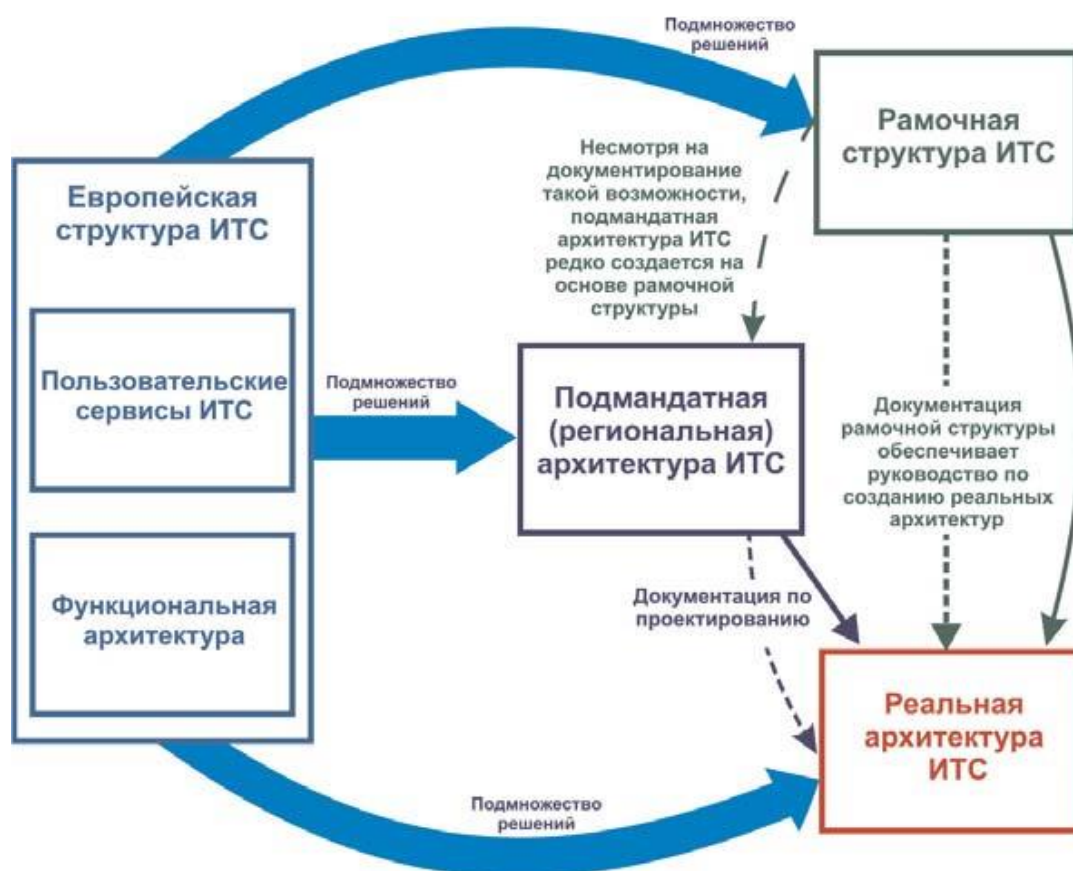 Подмножество
решений
Рамочная
структура ИТС
Несмотря на
документирование
такой возможности,
подмандатная
архитектура ИТС
редко создается на
основе рамочной
структуры
Европейская
структура ИТС
Пользовательские
сервисы ИТС
Функциональная
архитектура
Подмножество
решений
Подмандатная
(региональная)
архитектура ИТС
Документация
рамочной структуры
обеспечивает
руководство по
созданию реальных
архитектур
Документация по
проектированию
Реальная
архитектура
ИТС
Подмножество
решений